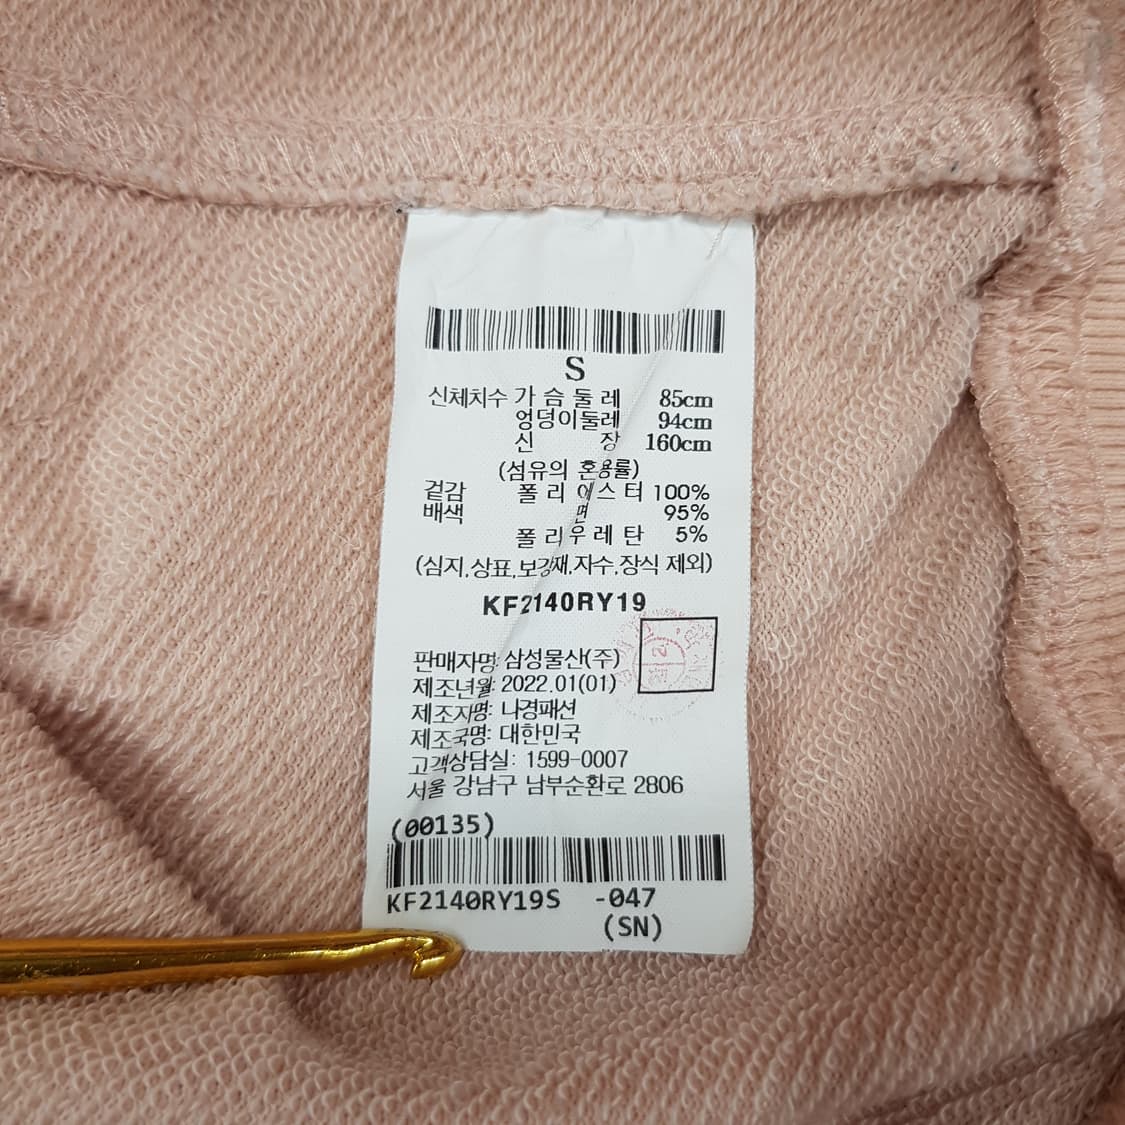 S
신체치수 가슴둘레 85cm
엉덩이둘레 94cm
신 장 160cm
(섬유의 혼용률)
겉감 폴리에스터 100%
배색 면 95%
폴리우레탄 5%
(심지,상표,보강재,자수,장식 제외)
KF2140RY19
판매자명: 삼성물산(주)
제조년월: 2022.01(01)
제조자명: 나경패션
제조국명: 대한민국
고객상담실: 1599-0007
서울 강남구 남부순환로 2806
(00135)
KF2140RY19S -047
(SN)